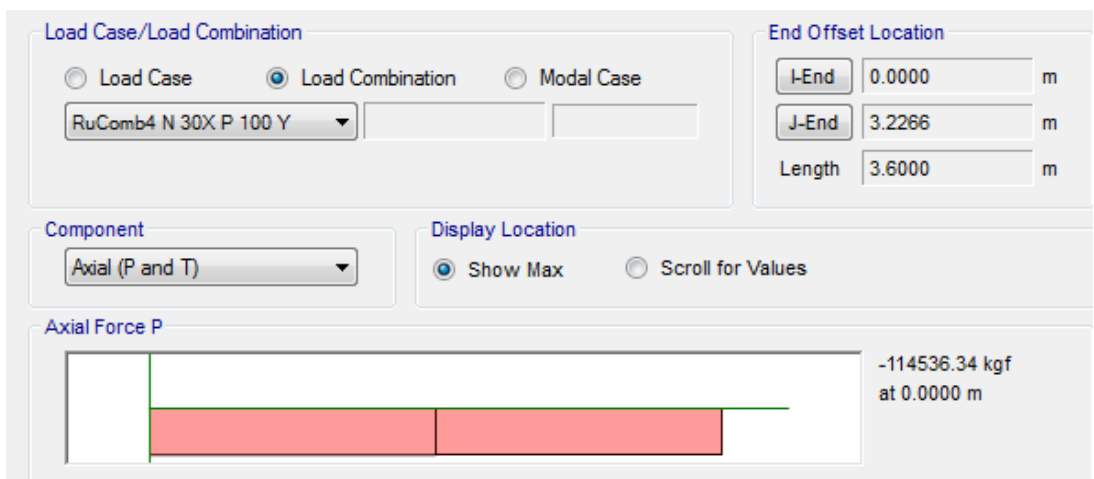 Load Case/Load Combination
Load Case Load Combination Modal Case
RuComb4 N 30X P 100 Y
End Offset Location
I-End 0.0000 m
J-End 3.2266 m
Length 3.6000 m
Component
Axial (P and T)
Display Location
Show Max Scroll for Values
Axial Force P
-114536.34 kgf
at 0.0000 m